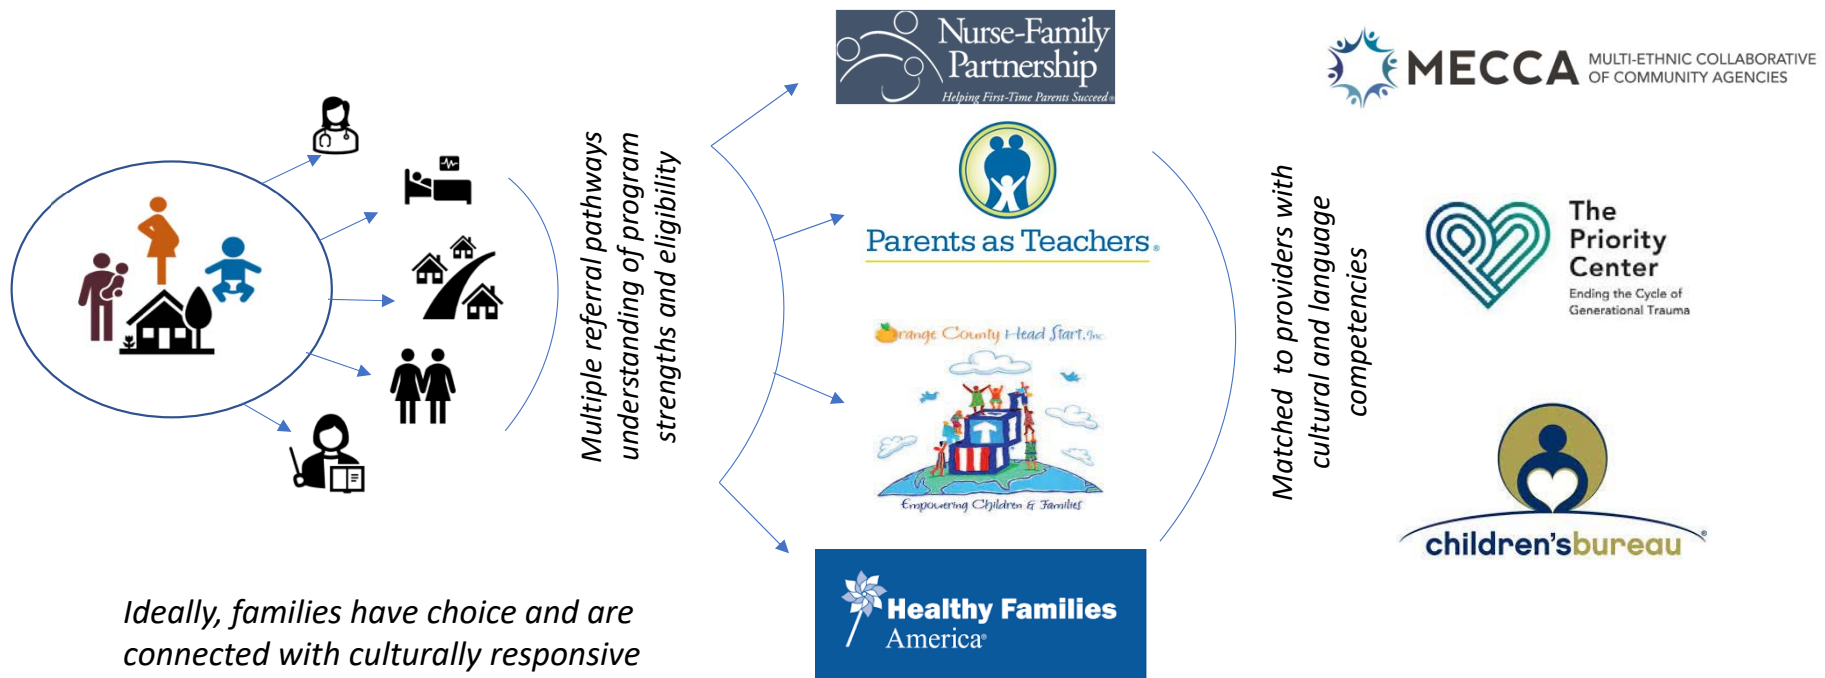 Multiple referral pathways
understanding of program
strengths and eligibility
Ideally, families have choice and are
connected with culturally responsive
Nurse-Family
Partnership
Helping First-Time Parents Succeed®
Parents as Teachers®
range County Head Start, Inc.
Empowering Children & Families
Healthy Families
America®
Matched to providers with
cultural and language
competencies
MECCA
MULTI-ETHNIC COLLABORATIVE
OF COMMUNITY AGENCIES
The
Priority
Center
Ending the Cycle of
Generational Trauma
children'sbureau®